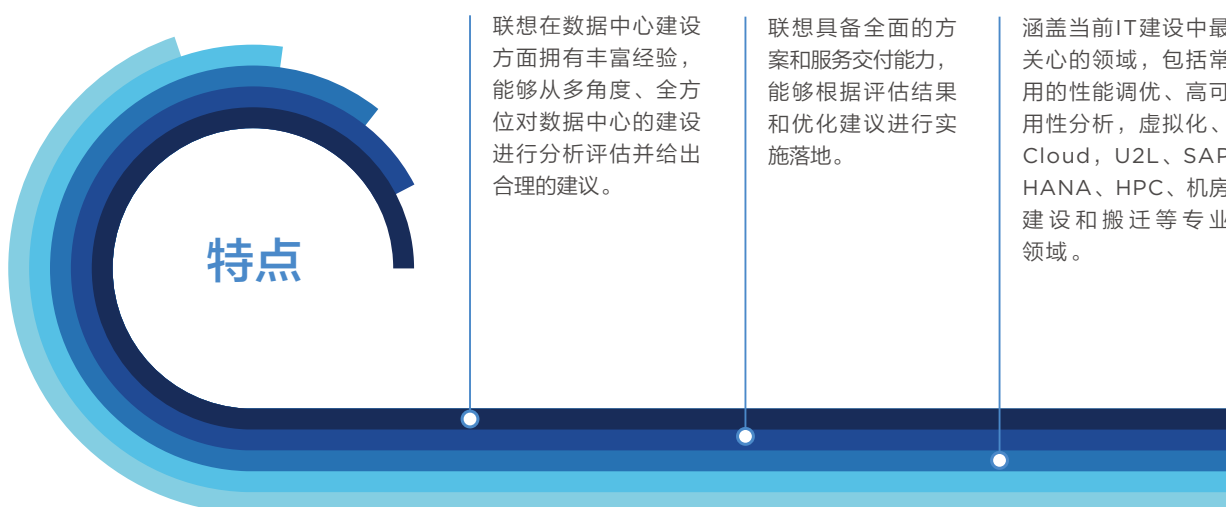 特点
联想在数据中心建设
方面拥有丰富经验，
能够从多角度、全方
位对数据中心的建设
进行分析评估并给出
合理的建议。
联想具备全面的方
案和服务交付能力，
能够根据评估结果
和优化建议进行实
施落地。
涵盖当前IT建设中最
关心的领域，包括常
用的性能调优、高可
用性分析，虚拟化、
Cloud，U2L、SAP
HANA、HPC、机房
建设和搬迁等专业
领域。